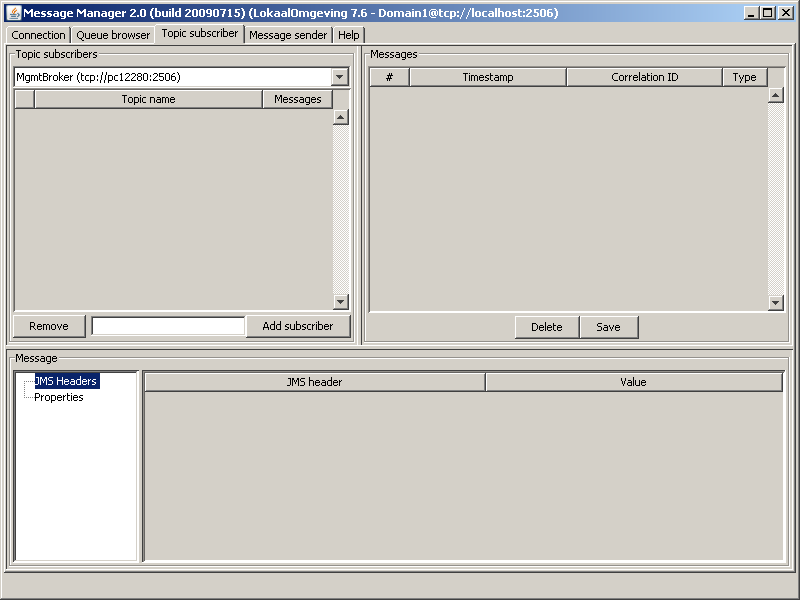 Message Manager 2.0 (build 20090715) (LokaalOmgeving 7.6 - Domain1@tcp://localhost:2506)
Connection Queue browser Topic subscriber Message sender Help
Topic subscribers
MgmtBroker (tcp://pc12280:2506)
Topic name Messages
Remove Add subscriber
Messages
# Timestamp Correlation ID Type
Delete Save
Message
JMS Headers
Properties
JMS header Value